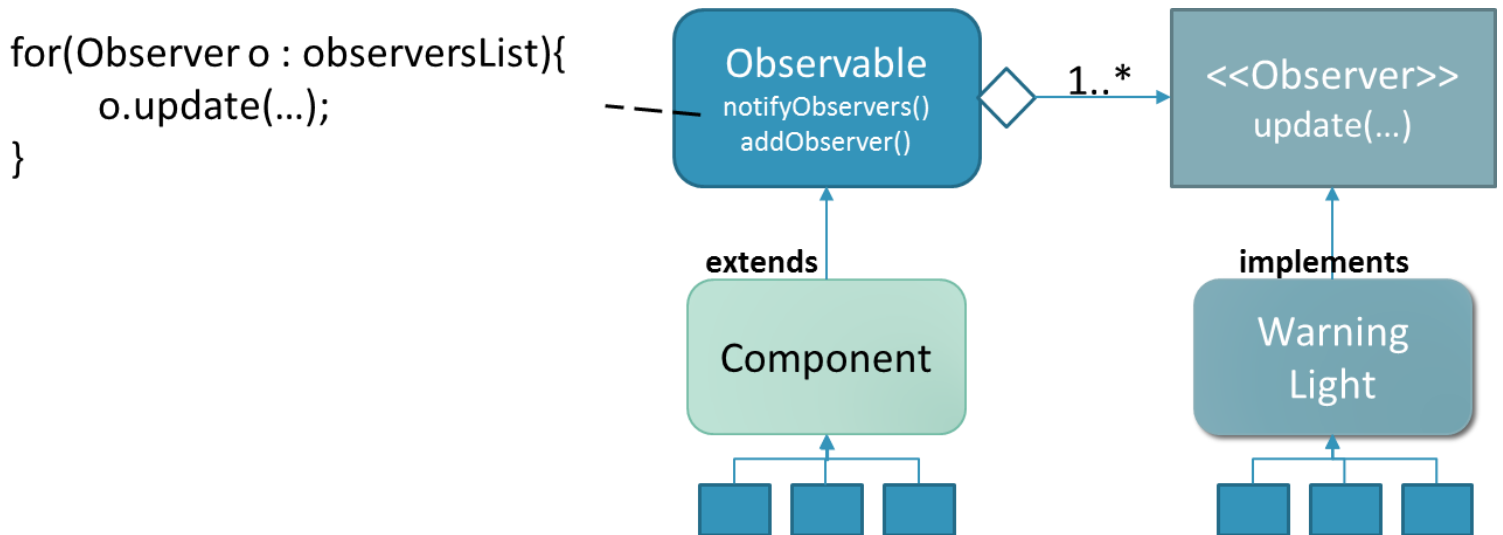 for(Observer o : observersList){
o.update(…);
}
Observable
notifyObservers()
addObserver()
1..*
<<Observer>>
update(…)
extends
implements
Component
Warning
Light